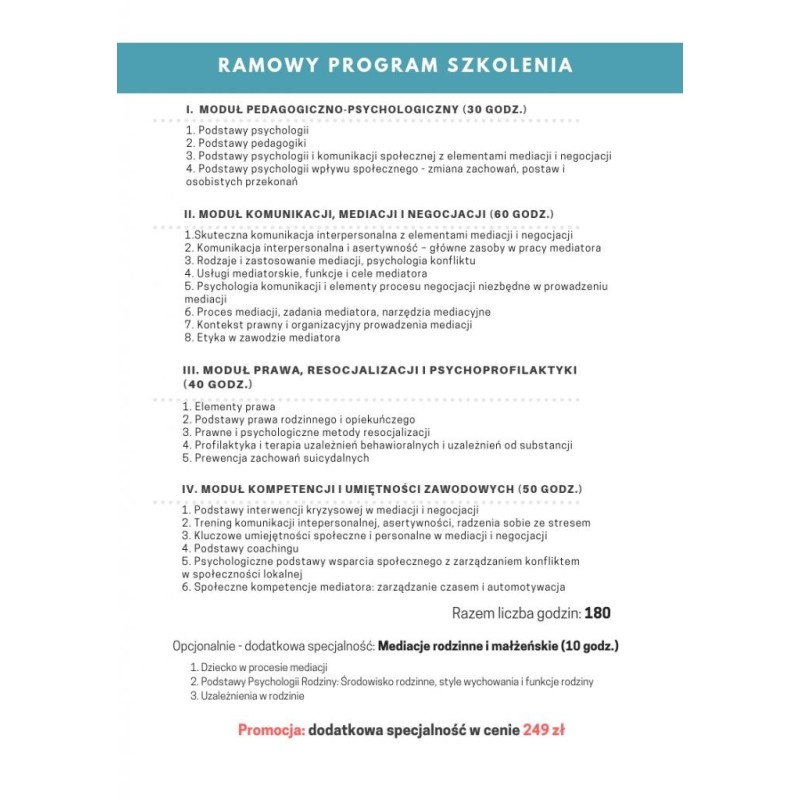 RAMOWY PROGRAM SZKOLENIA
I. MODUŁ PEDAGOGICZNO-PSYCHOLOGICZNY (30 GODZ.)
1. Podstawy psychologii
2. Podstawy pedagogiki
3. Podstawy psychologii i komunikacji społecznej z elementami mediacji i negocjacji
4. Podstawy psychologii wpływu społecznego - zmiana zachowań, postaw i
osobistych przekonań
II. MODUŁ KOMUNIKACJI, MEDIACJI I NEGOCJACJI (60 GODZ.)
1.Skuteczna komunikacja interpersonalna z elementami mediacji i negocjacji
2. Komunikacja interpersonalna i asertywność – główne zasoby w pracy mediatora
3. Rodzaje i zastosowanie mediacji, psychologia konfliktu
4. Usługi mediatorskie, funkcje i cele mediatora
5. Psychologia komunikacji i elementy procesu negocjacji niezbędne w prowadzeniu
mediacji
6. Proces mediacji, zadania mediatora, narzędzia mediacyjne
7. Kontekst prawny i organizacyjny prowadzenia mediacji
8. Etyka w zawodzie mediatora
III. MODUŁ PRAWA, RESOCJALIZACJI I PSYCHOPROFILAKTYKI
(40 GODZ.)
1. Elementy prawa
2. Podstawy prawa rodzinnego i opiekuńczego
3. Prawne i psychologiczne metody resocjalizacji
4. Profilaktyka i terapia uzależnień behawioralnych i uzależnień od substancji
5. Prewencja zachowań suicydalnych
IV. MODUŁ KOMPETENCJI I UMIĘTNOŚCI ZAWODOWYCH (50 GODZ.)
1. Podstawy interwencji kryzysowej w mediacji i negocjacji
2. Trening komunikacji intepersonalnej, asertywności, radzenia sobie ze stresem
3. Kluczowe umiejętności społeczne i personalne w mediacji i negocjacji
4. Podstawy coachingu
5. Psychologiczne podstawy wsparcia społecznego z zarządzaniem konfliktem
w społeczności lokalnej
6. Społeczne kompetencje mediatora: zarządzanie czasem i automotywacja
Razem liczba godzin: 180
Opcjonalnie - dodatkowa specjalność: Mediacje rodzinne i małżeńskie (10 godz.)
1. Dziecko w procesie mediacji
2. Podstawy Psychologii Rodziny: Środowisko rodzinne, style wychowania i funkcje rodziny
3. Uzależnienia w rodzinie
Promocja: dodatkowa specjalność w cenie 249 zł